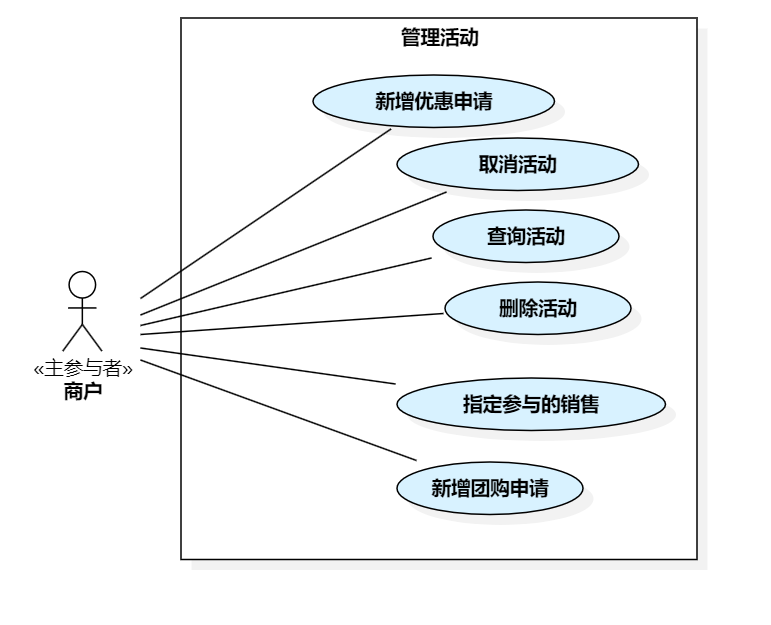 管理活动
新增优惠申请
取消活动
查询活动
删除活动
«主参与者»
商户
指定参与的销售
新增团购申请